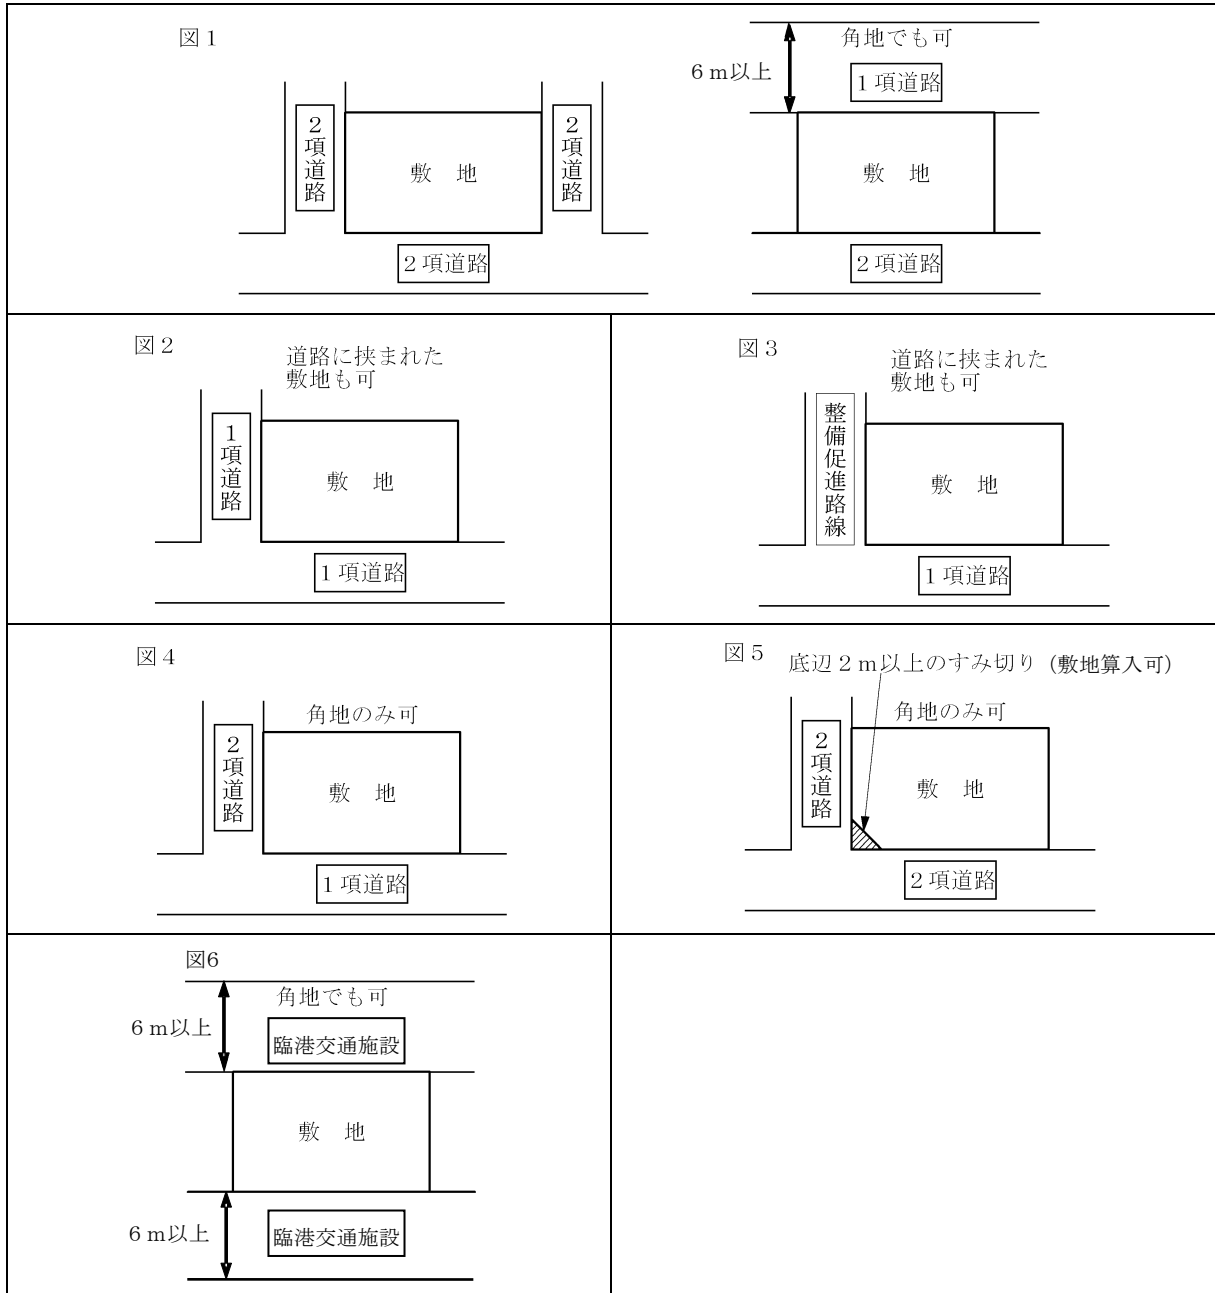 図１
２項道路
敷　地
２項道路
２項道路
角地でも可
６ｍ以上
１項道路
敷　地
２項道路
図２
道路に挟まれた
敷地も可
１項道路
敷　地
１項道路
図３
道路に挟まれた
敷地も可
整備促進路線
敷　地
１項道路
図４
角地のみ可
２項道路
敷　地
１項道路
図５
底辺２ｍ以上のすみ切り（敷地算入可）
角地のみ可
２項道路
敷　地
２項道路
図6
角地でも可
６ｍ以上
臨港交通施設
敷　地
６ｍ以上
臨港交通施設